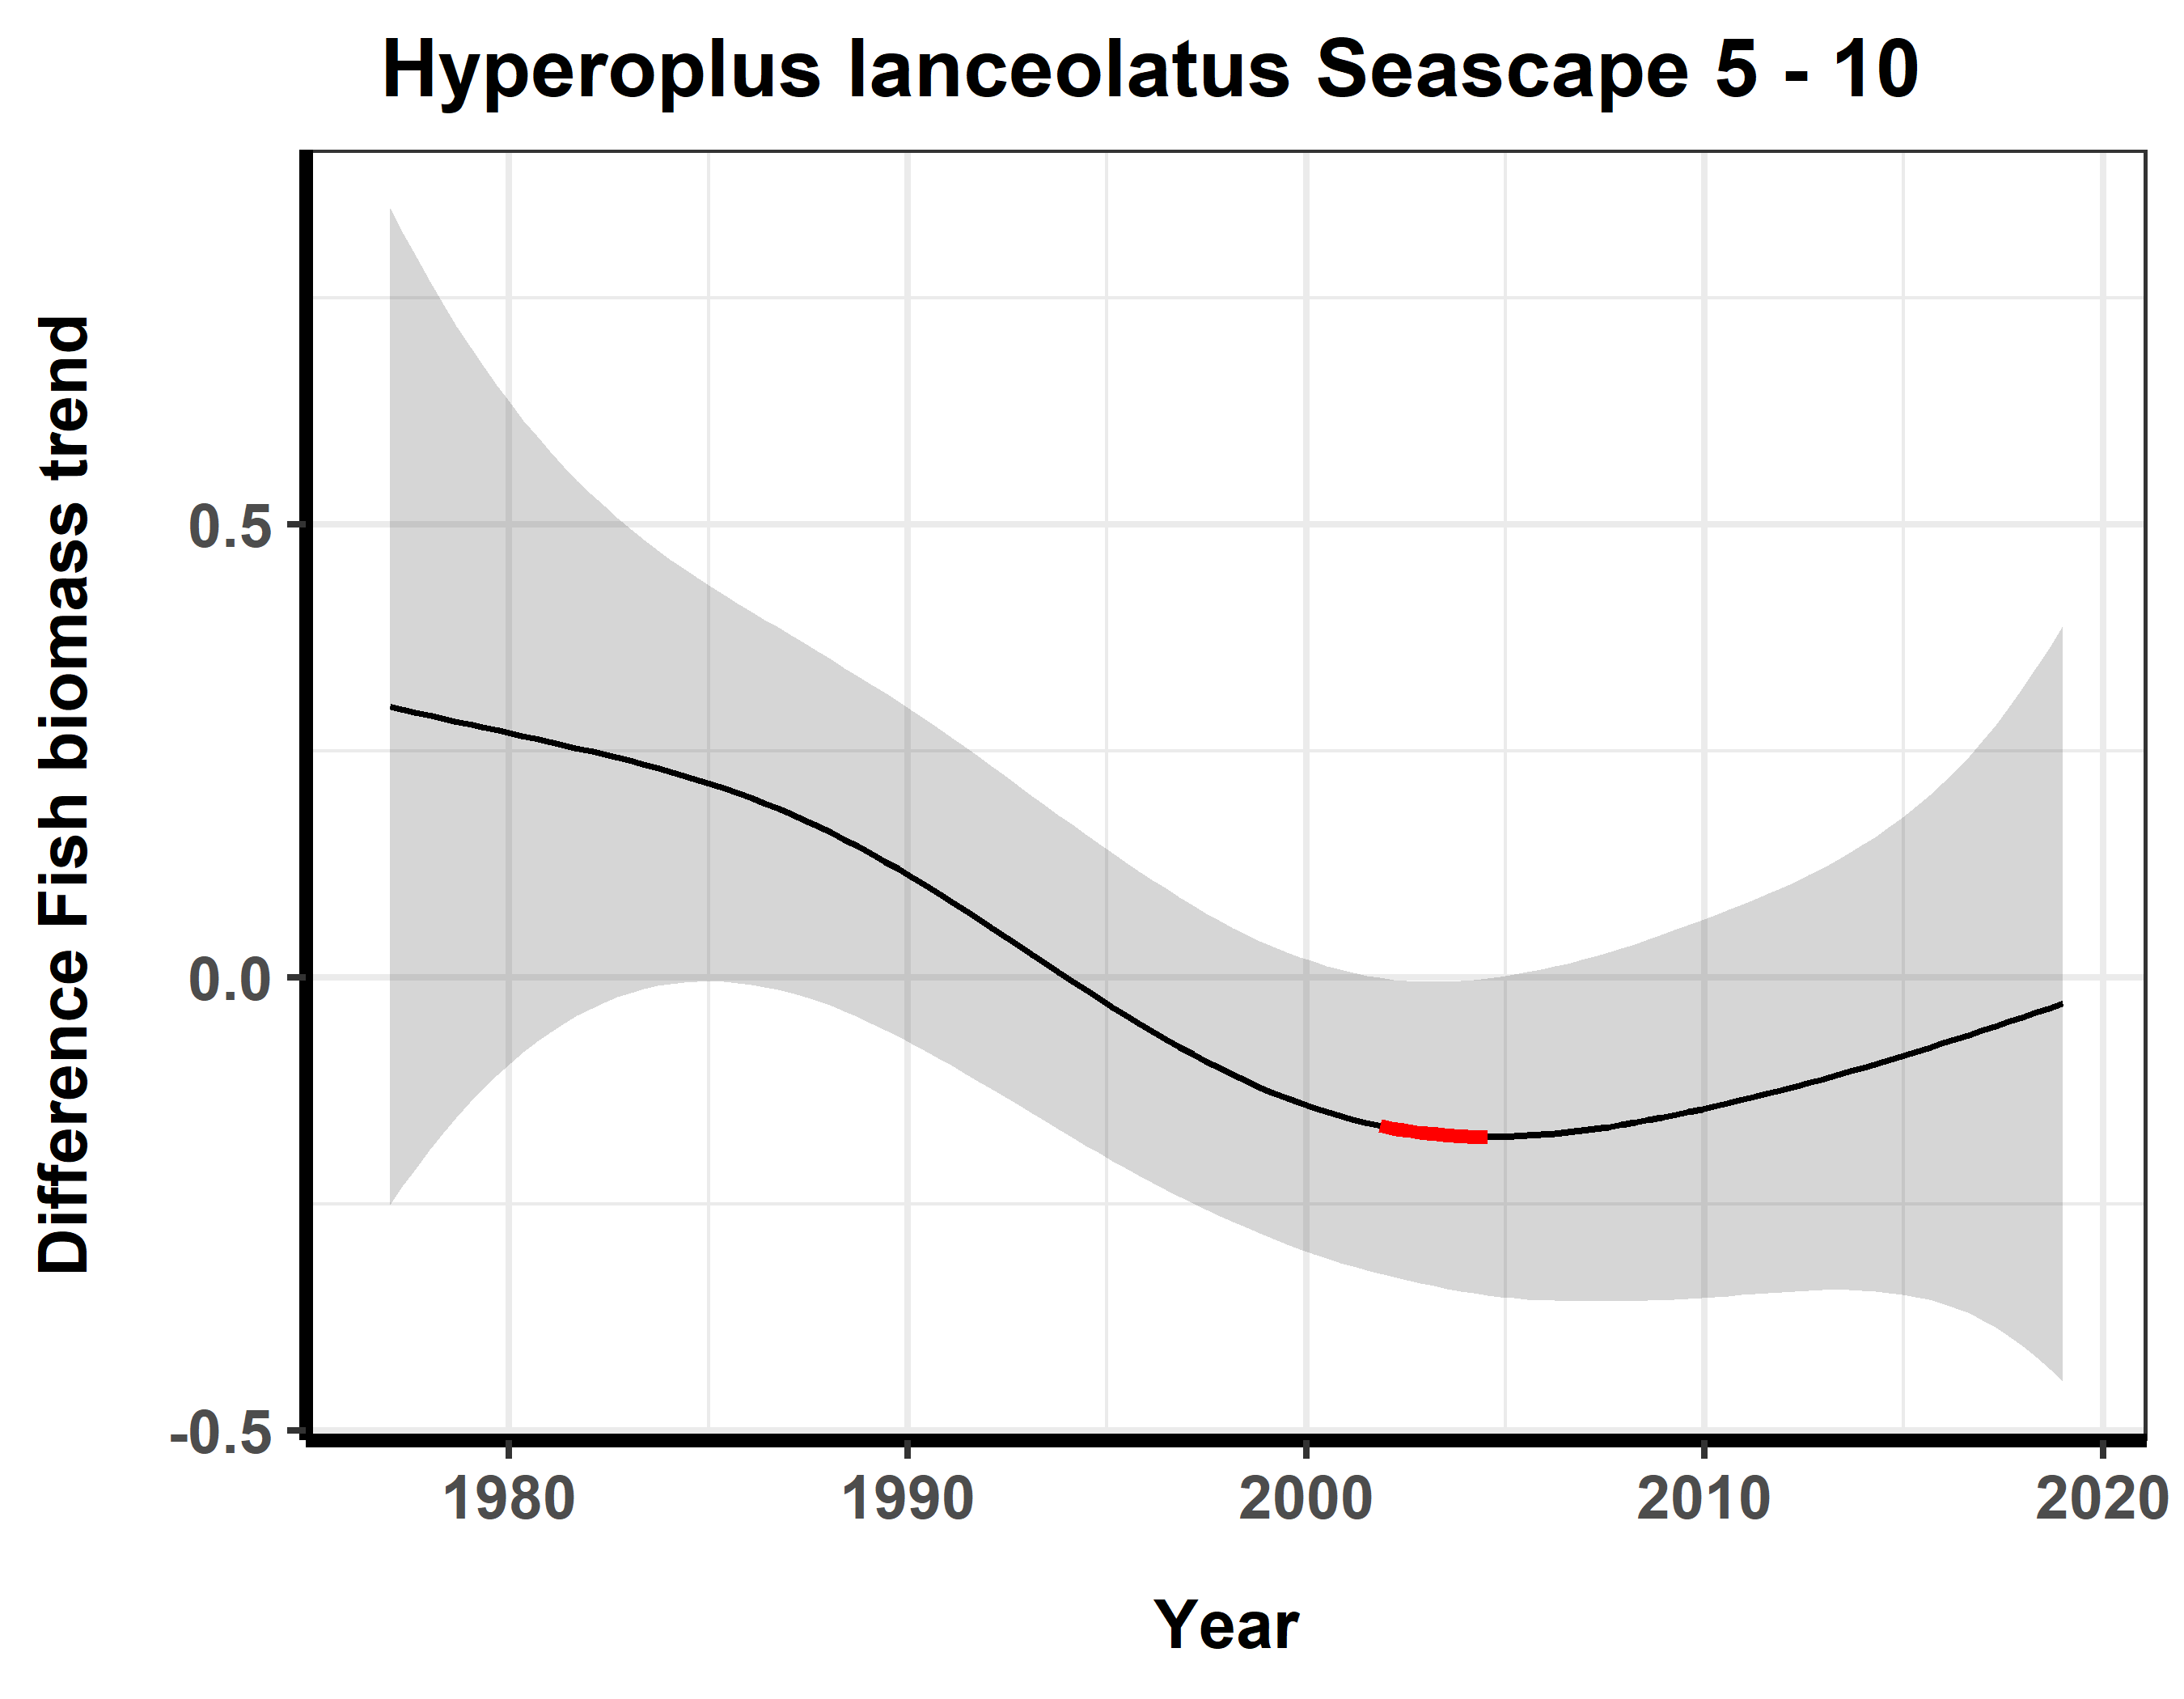 Hyperoplus lanceolatus Seascape 5 - 10
Difference Fish biomass trend
0.5
0.0
-0.5
1980 1990 2000 2010 2020
Year